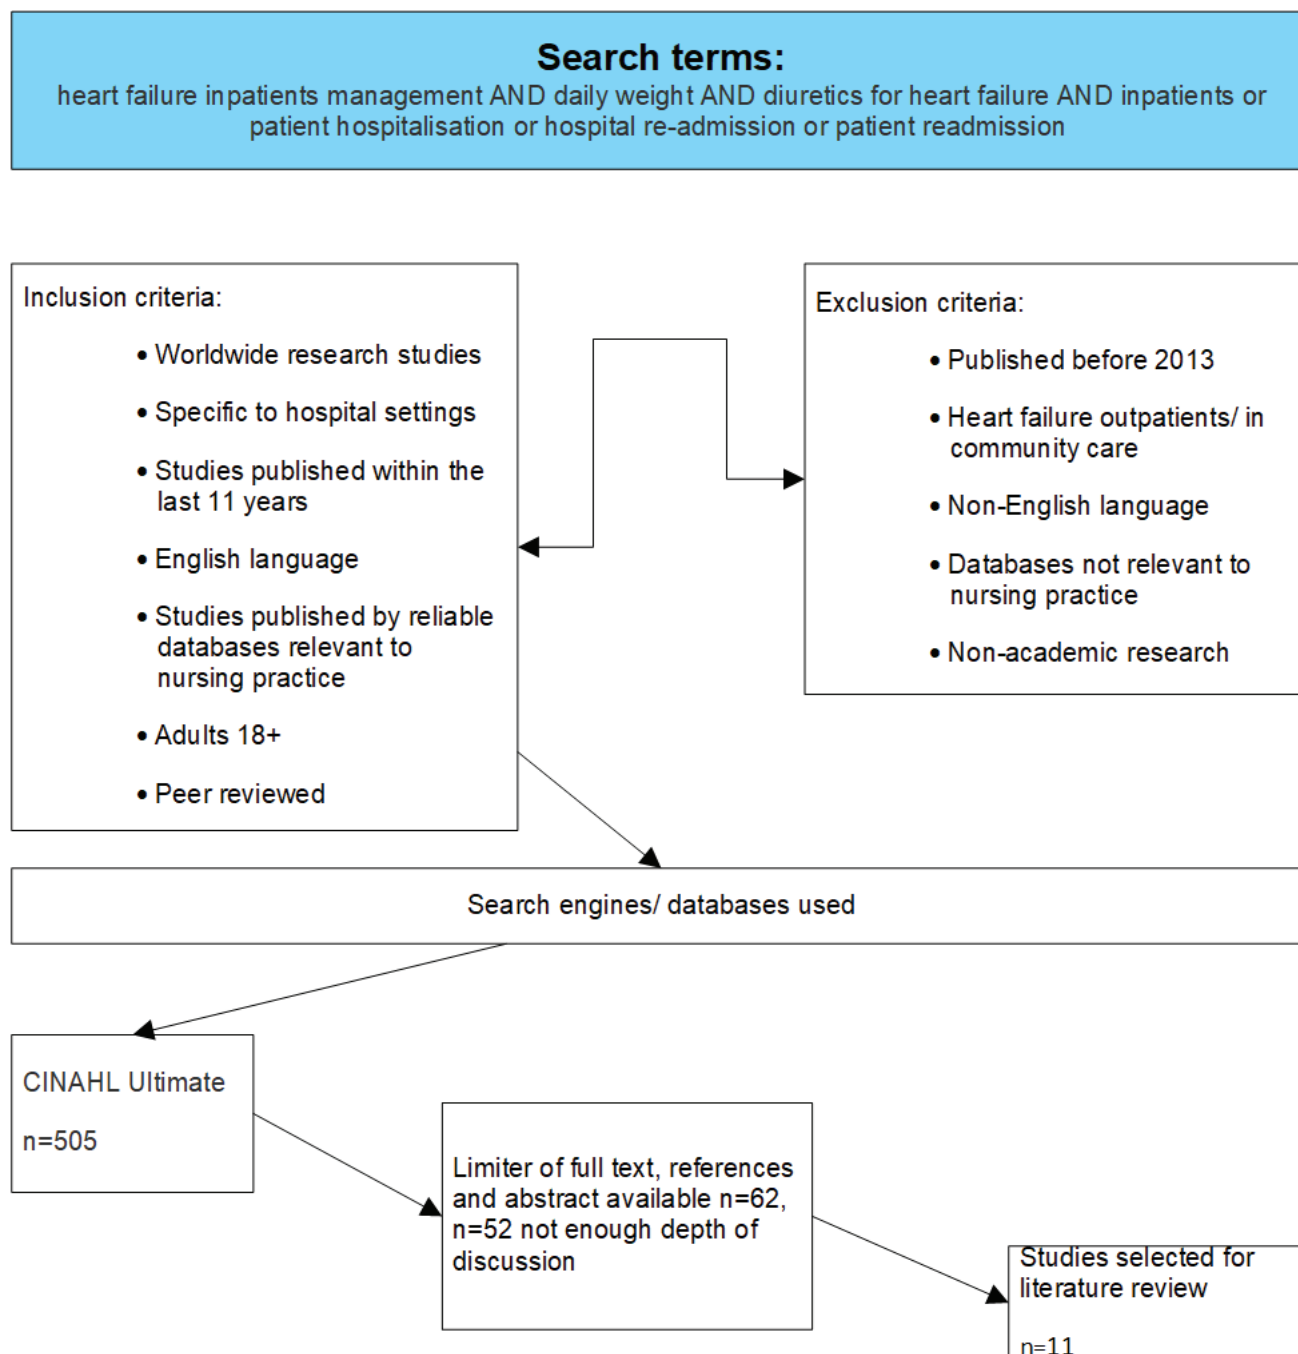 Search terms:
heart failure inpatients management AND daily weight AND diuretics for heart failure AND inpatients or
patient hospitalisation or hospital re-admission or patient readmission
Inclusion criteria:
• Worldwide research studies
• Specific to hospital settings
• Studies published within the
last 11 years
• English language
• Studies published by reliable
databases relevant to
nursing practice
• Adults 18+
• Peer reviewed
Exclusion criteria:
• Published before 2013
• Heart failure outpatients/ in
community care
• Non-English language
• Databases not relevant to
nursing practice
• Non-academic research
Search engines/ databases used
CINAHL Ultimate
n=505
Limiter of full text, references
and abstract available n=62,
n=52 not enough depth of
discussion
Studies selected for
literature review
n=11